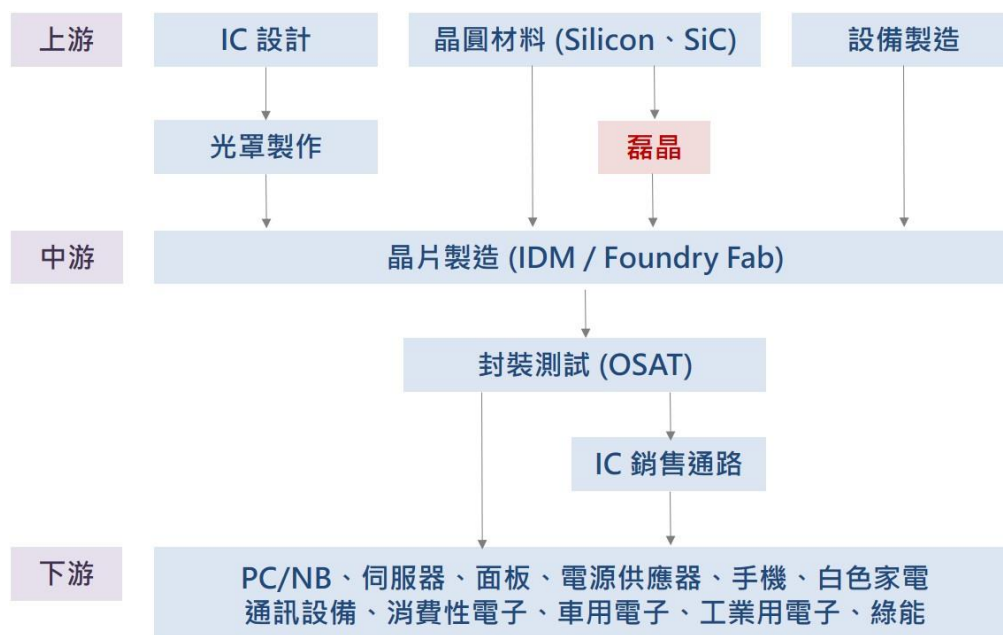 上游
IC 設計
晶圓材料 (Silicon、SiC)
設備製造
光罩製作
磊晶
中游
晶片製造 (IDM / Foundry Fab)
封裝測試 (OSAT)
IC 銷售通路
下游
PC/NB、伺服器、面板、電源供應器、手機、白色家電
通訊設備、消費性電子、車用電子、工業用電子、綠能